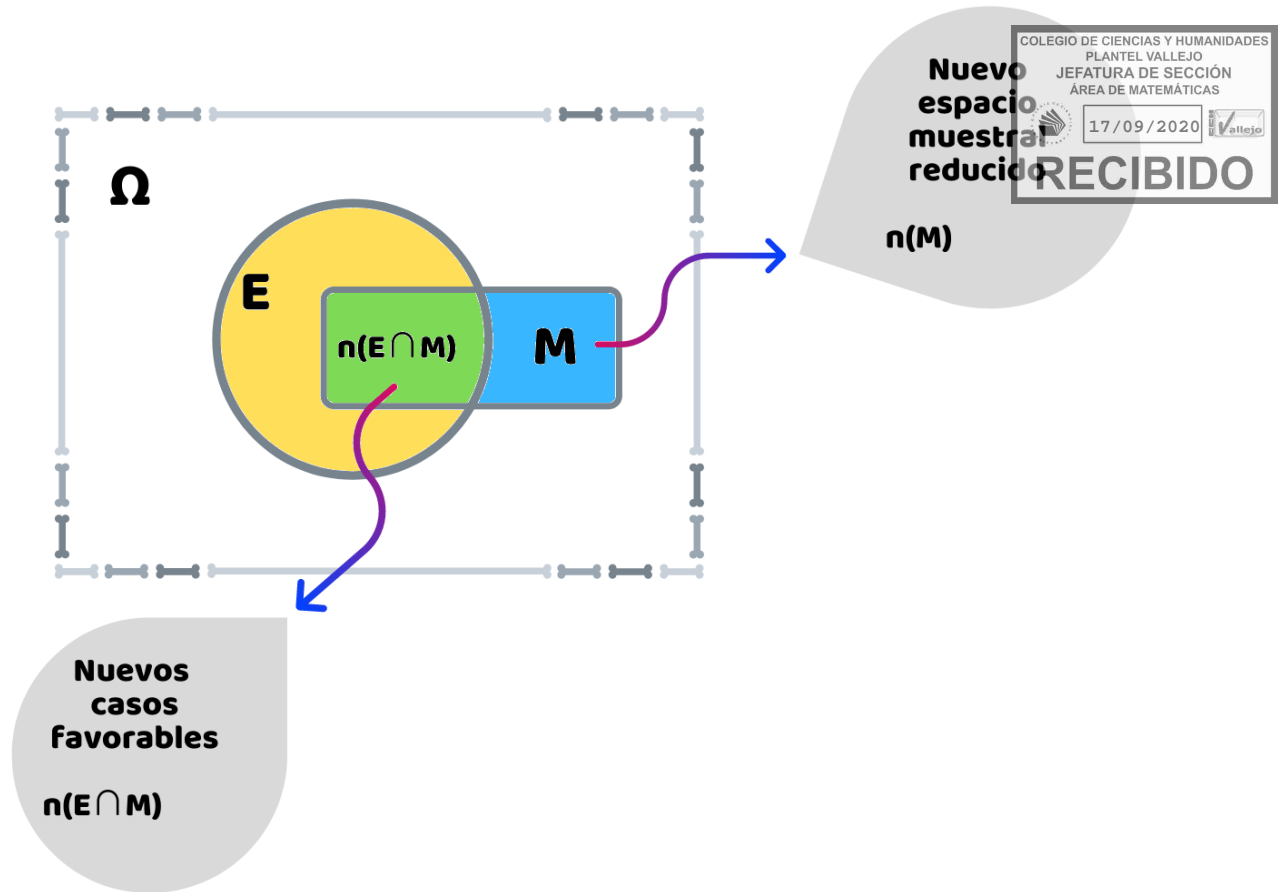 Nuevo
espacio
muestral
reducido
n(M)
COLEGIO DE CIENCIAS Y HUMANIDADES
PLANTEL VALLEJO
JEFATURA DE SECCIÓN
ÁREA DE MATEMÁTICAS
17/09/2020
Vallejo
RECIBIDO
Ω
E
n(E∩M)
M
Nuevos
casos
favorables
n(E∩M)